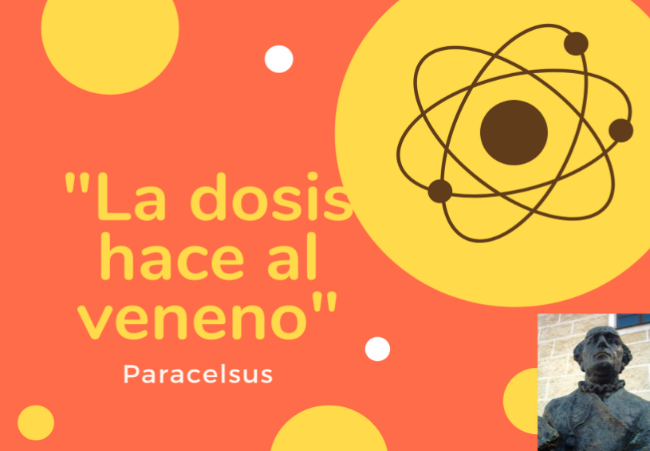 "La dosis
hace al
veneno"
Paracelsus